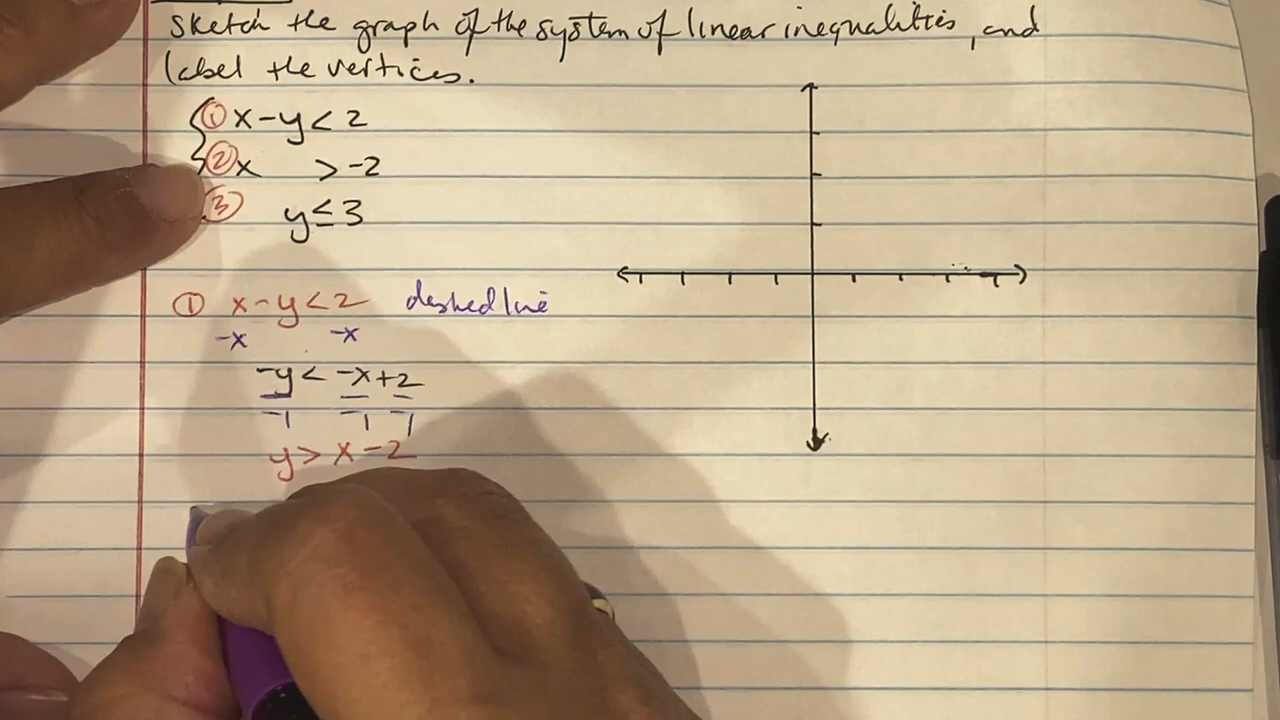 Sketch the graph of the system of linear inequalities, and
label the vertices.
① x-y < 2
② x > -2
③ y ≤ 3
① x-y < 2 dashed line
-x -x
-y < -x+2
-1 -1 -1
y > x-2